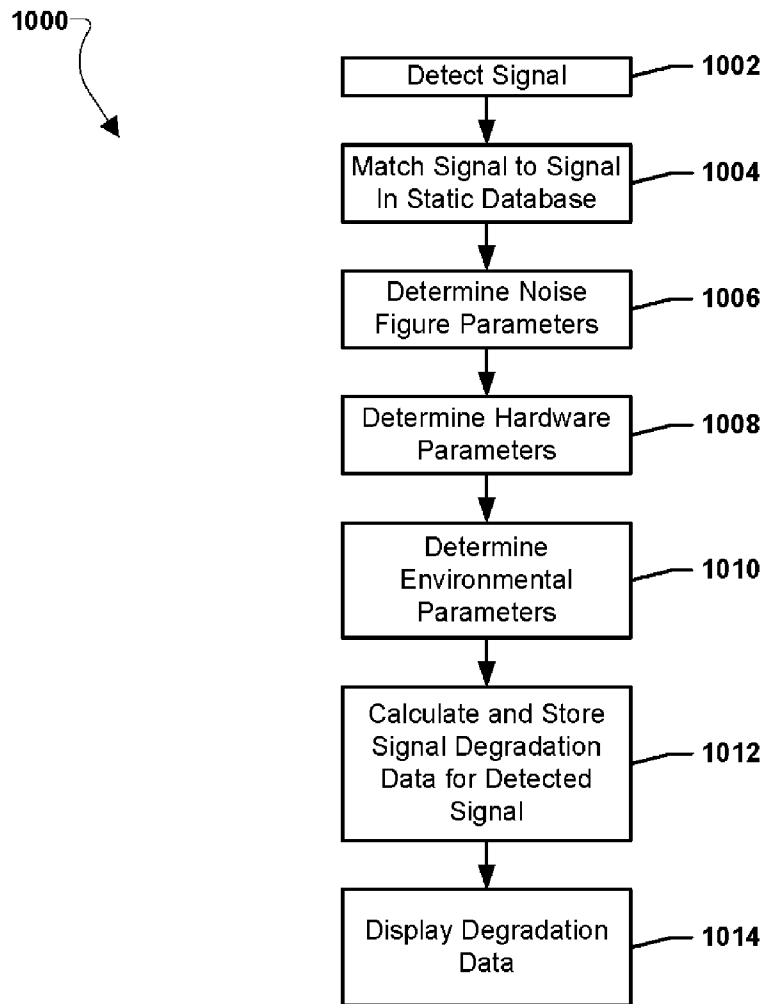 1000
Detect Signal
1002
Match Signal to Signal
In Static Database
1004
Determine Noise
Figure Parameters
1006
Determine Hardware
Parameters
1008
Determine
Environmental
Parameters
1010
Calculate and Store
Signal Degradation
Data for Detected
Signal
1012
Display Degradation
Data
1014